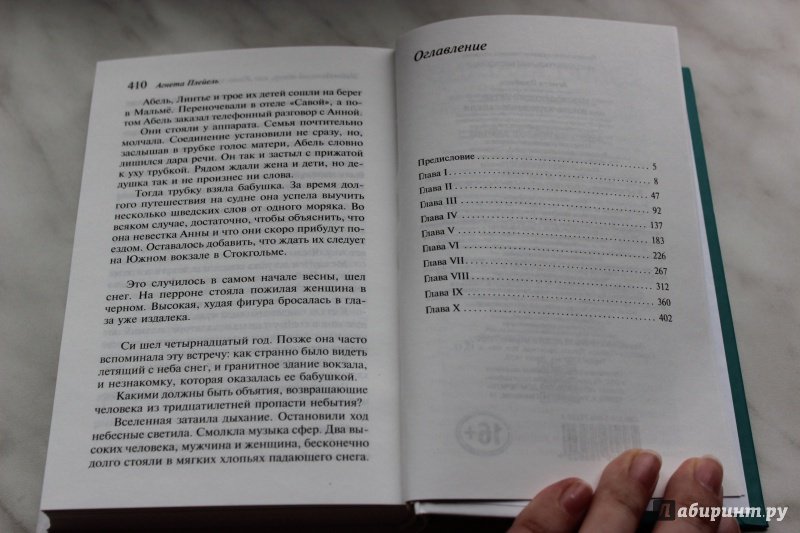 410 Агнета Плейель
Абель, Линтье и трое их детей сошли на берег
в Мальмё. Переночевали в отеле «Савой», а по-
том Абель заказал телефонный разговор с Анной.
Они стояли у аппарата. Семья почтительно
молчала. Соединение установили не сразу, но,
заслышав в трубке голос матери, Абель словно
лишился дара речи. Он так и застыл с прижатой
к уху трубкой. Рядом ждали жена и дети, но де-
душка так и не произнес ни слова.
Тогда трубку взяла бабушка. За время дол-
гого путешествия на судне она успела выучить
несколько шведских слов от одного моряка. Во
всяком случае, достаточно, чтобы объяснить, что
она невестка Анны и что они скоро прибудут по-
ездом. Оставалось добавить, что ждать их следует
на Южном вокзале в Стокгольме.
Это случилось в самом начале весны, шел
снег. На перроне стояла пожилая женщина в
черном. Высокая, худая фигура бросалась в гла-
за уже издалека.
Си шел четырнадцатый год. Позже она часто
вспоминала эту встречу: как странно было видеть
летящий с неба снег, и гранитное здание вокзала,
и незнакомку, которая оказалась ее бабушкой.
Какими должны быть объятия, возвращающие
человека из тридцатилетней пропасти небытия?
Вселенная затаила дыхание. Остановили ход
небесные светила. Смолкла музыка сфер. Два вы-
соких человека, мужчина и женщина, бесконечно
долго стояли в мягких хлопьях падающего снега.
Оглавление
Предисловие 5
Глава I 8
Глава II 47
Глава III 92
Глава IV 137
Глава V 183
Глава VI 226
Глава VII 267
Глава VIII 312
Глава IX 360
Глава X 402
16+
Лабиринт.ру